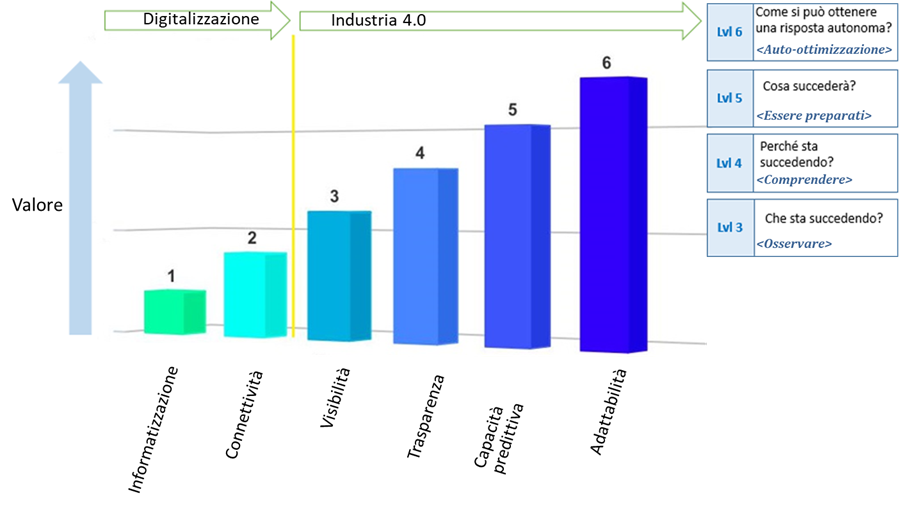 Digitalizzazione
Industria 4.0
Lvl 6
Come si può ottenere
una risposta autonoma?
<Auto-ottimizzazione>
Lvl 5
Cosa succederà?
<Essere preparati>
Lvl 4
Perché sta
succedendo?
<Comprendere>
Lvl 3
Che sta succedendo?
<Osservare>
Valore
1
2
3
4
5
6
Informatizzazione
Connettività
Visibilità
Trasparenza
Capacità
predittiva
Adattabilità